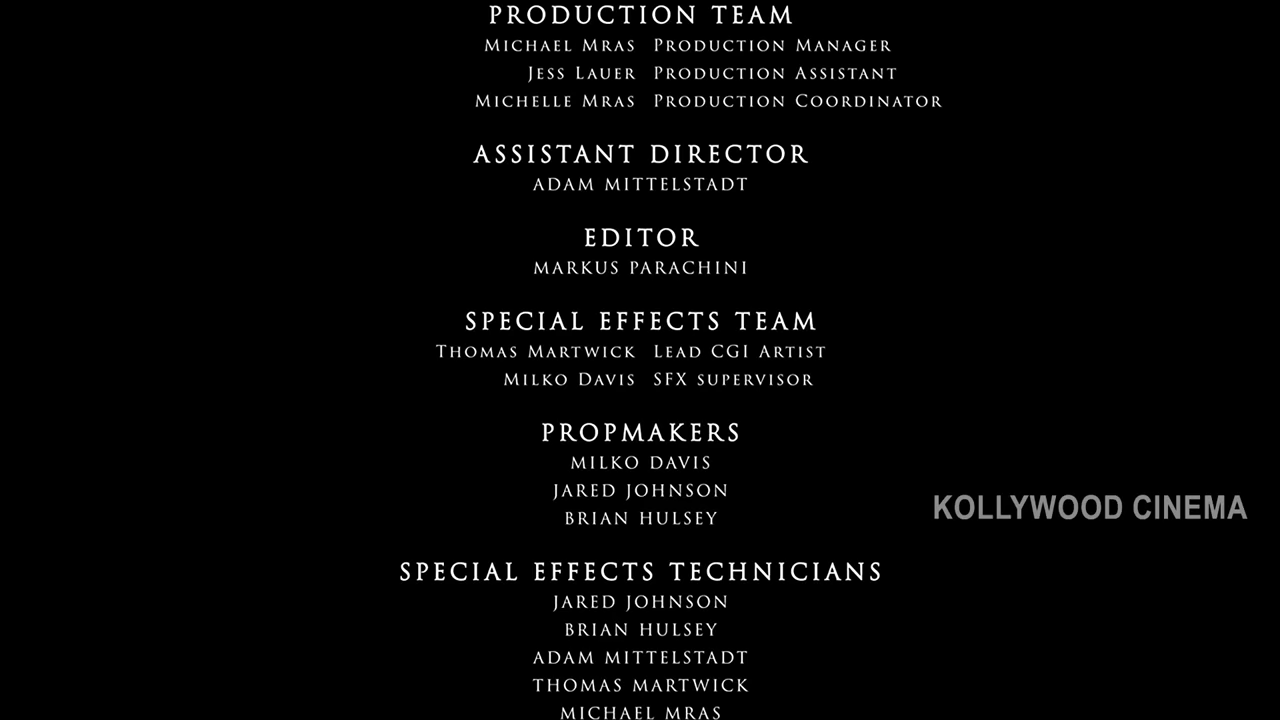 PRODUCTION TEAM
MICHAEL MRAS PRODUCTION MANAGER
JESS LAUER PRODUCTION ASSISTANT
MICHELLE MRAS PRODUCTION COORDINATOR
ASSISTANT DIRECTOR
ADAM MITTELSTADT
EDITOR
MARKUS PARACHINI
SPECIAL EFFECTS TEAM
THOMAS MARTWICK LEAD CGI ARTIST
MILKO DAVIS SFX SUPERVISOR
PROPMAKERS
MILKO DAVIS
JARED JOHNSON
BRIAN HULSEY
KOLLYWOOD CINEMA
SPECIAL EFFECTS TECHNICIANS
JARED JOHNSON
BRIAN HULSEY
ADAM MITTELSTADT
THOMAS MARTWICK
MICHAEL MRAS